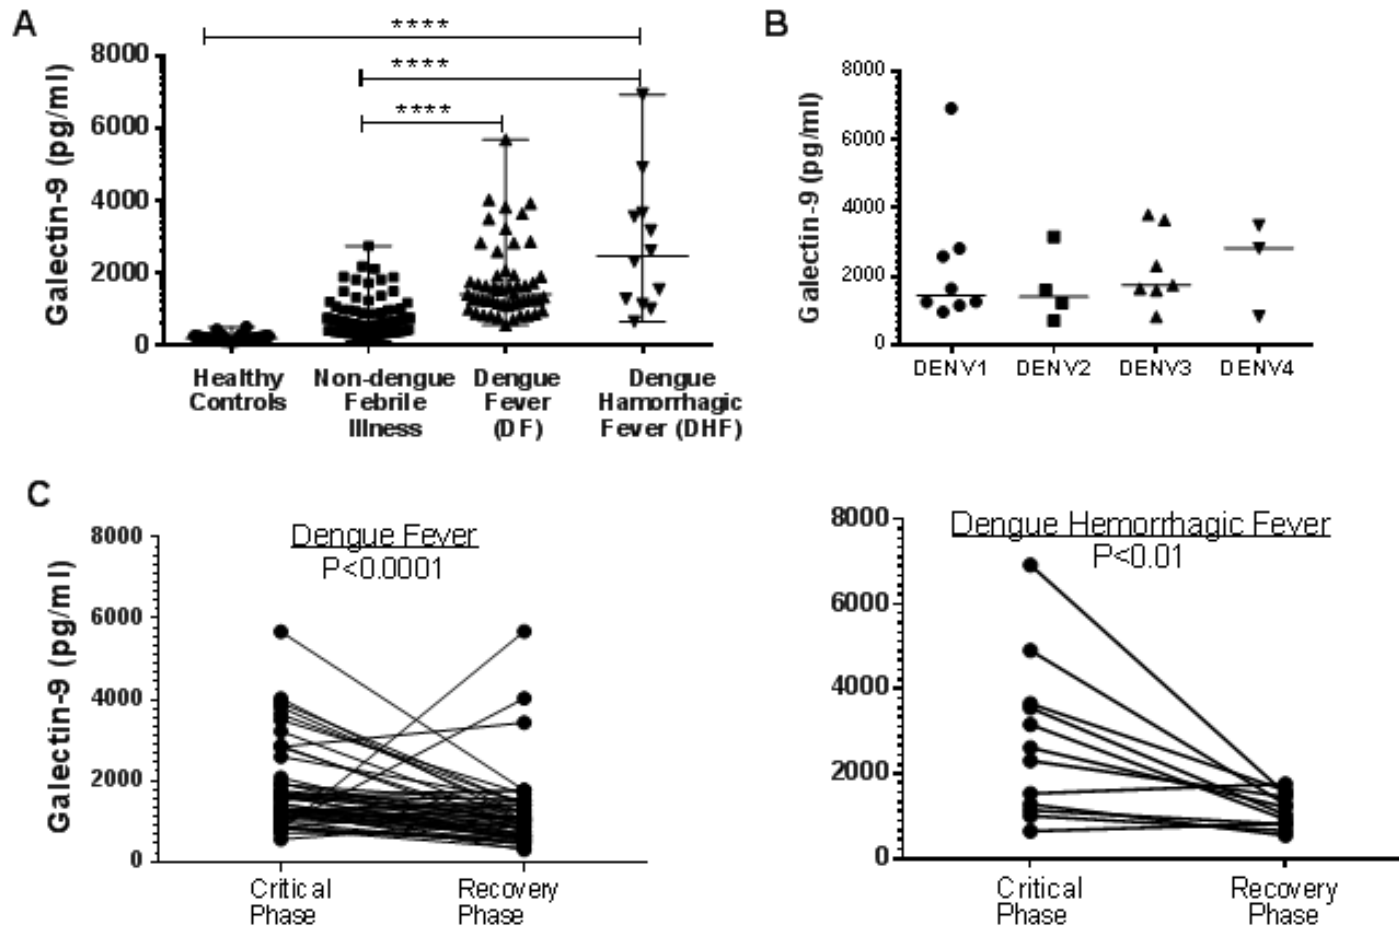 A
****
****
****
Galectin-9 (pg/ml)
8000
6000
4000
2000
0
Healthy Controls
Non-dengue Febrile Illness
Dengue Fever (DF)
Dengue Hamorrhagic Fever (DHF)
B
Galectin-9 (pg/ml)
8000
6000
4000
2000
0
DENV1 DENV2 DENV3 DENV4
C
Dengue Fever
P<0.0001
Galectin-9 (pg/ml)
8000
6000
4000
2000
0
Critical Phase
Recovery Phase
Dengue Hemorrhagic Fever
P<0.01
8000
6000
4000
2000
0
Critical Phase
Recovery Phase